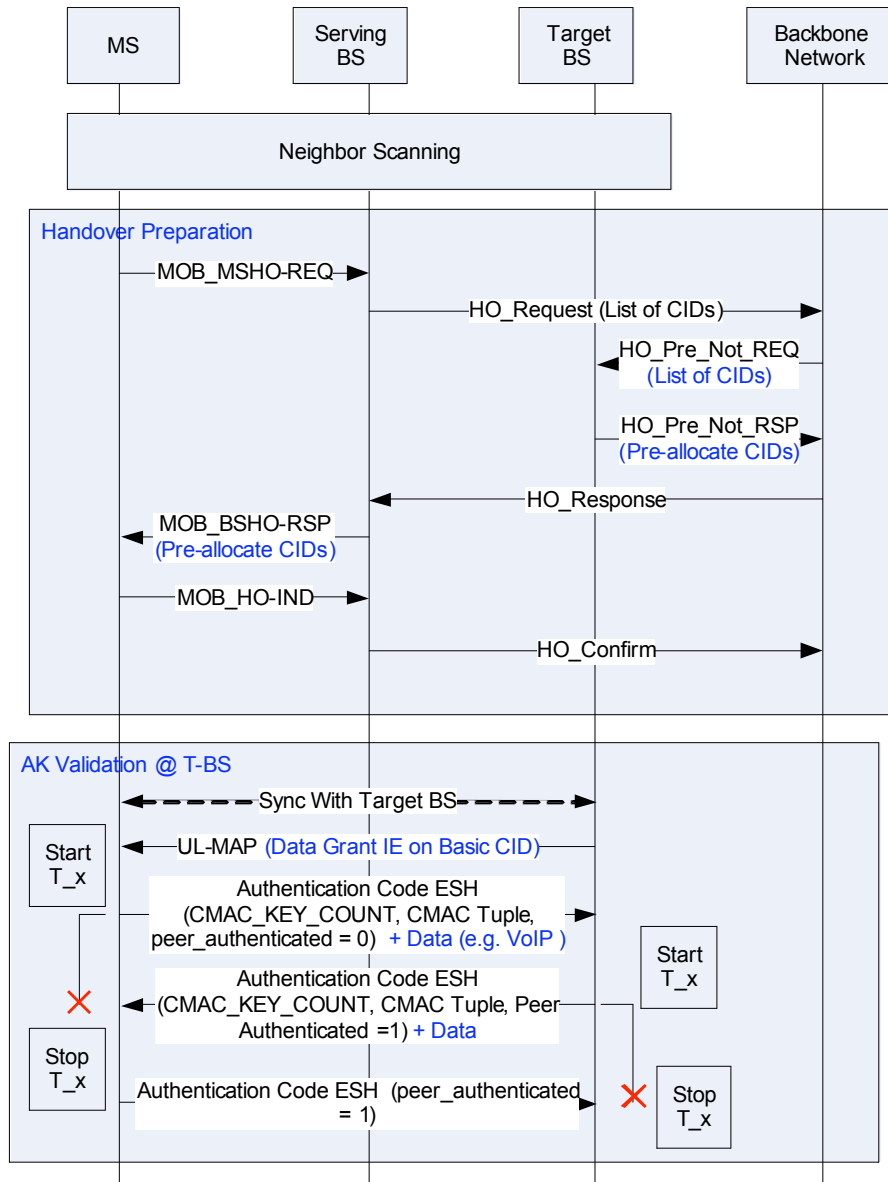 MS
Serving
BS
Target
BS
Backbone
Network
Neighbor Scanning
Handover Preparation
MOB_MSHO-REQ
HO_Request (List of CIDs)
HO_Pre_Not_REQ
(List of CIDs)
HO_Pre_Not_RSP
(Pre-allocate CIDs)
HO_Response
MOB_BSHO-RSP
(Pre-allocate CIDs)
MOB_HO-IND
HO_Confirm
AK Validation @ T-BS
Sync With Target BS
UL-MAP (Data Grant IE on Basic CID)
Start
T_x
Authentication Code ESH
(CMAC_KEY_COUNT, CMAC Tuple,
peer_authenticated = 0) + Data (e.g. VoIP )
Start
T_x
Authentication Code ESH
(CMAC_KEY_COUNT, CMAC Tuple, Peer
Authenticated =1) + Data
Stop
T_x
Authentication Code ESH (peer_authenticated
= 1)
Stop
T_x